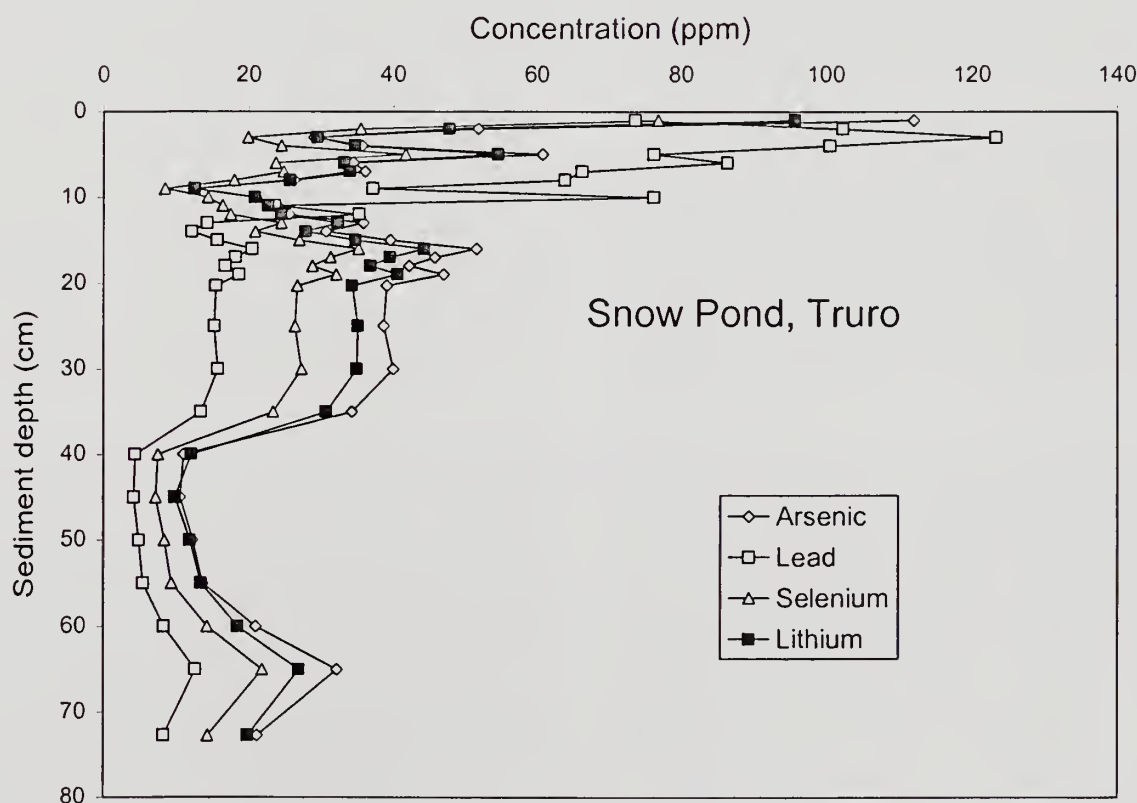 Concentration (ppm)
0 20 40 60 80 100 120 140
0
10
20
30
40
50
60
70
80
Sediment depth (cm)
Snow Pond, Truro
Arsenic
Lead
Selenium
Lithium